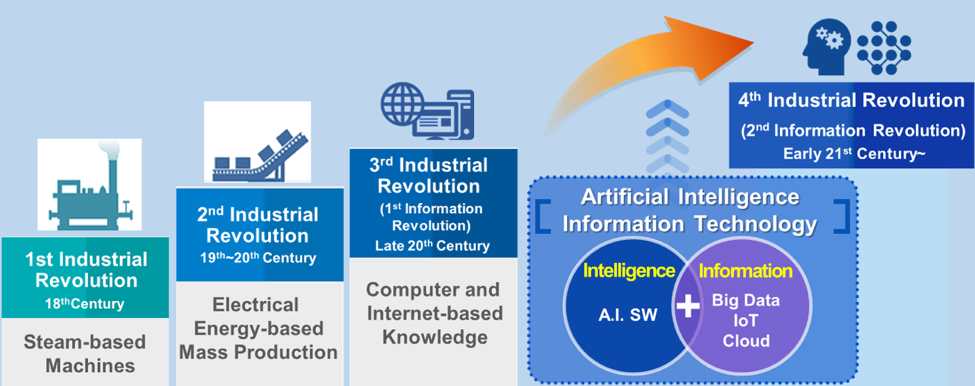 1st Industrial
Revolution
18thCentury
Steam-based
Machines
2nd Industrial
Revolution
19th~20th Century
Electrical
Energy-based
Mass Production
3rd Industrial
Revolution
(1st Information
Revolution)
Late 20th Century
Computer and
Internet-based
Knowledge
4th Industrial Revolution
(2nd Information Revolution)
Early 21st Century~
Artificial Intelligence
Information Technology
Intelligence
A.I. SW
+
Information
Big Data
IoT
Cloud